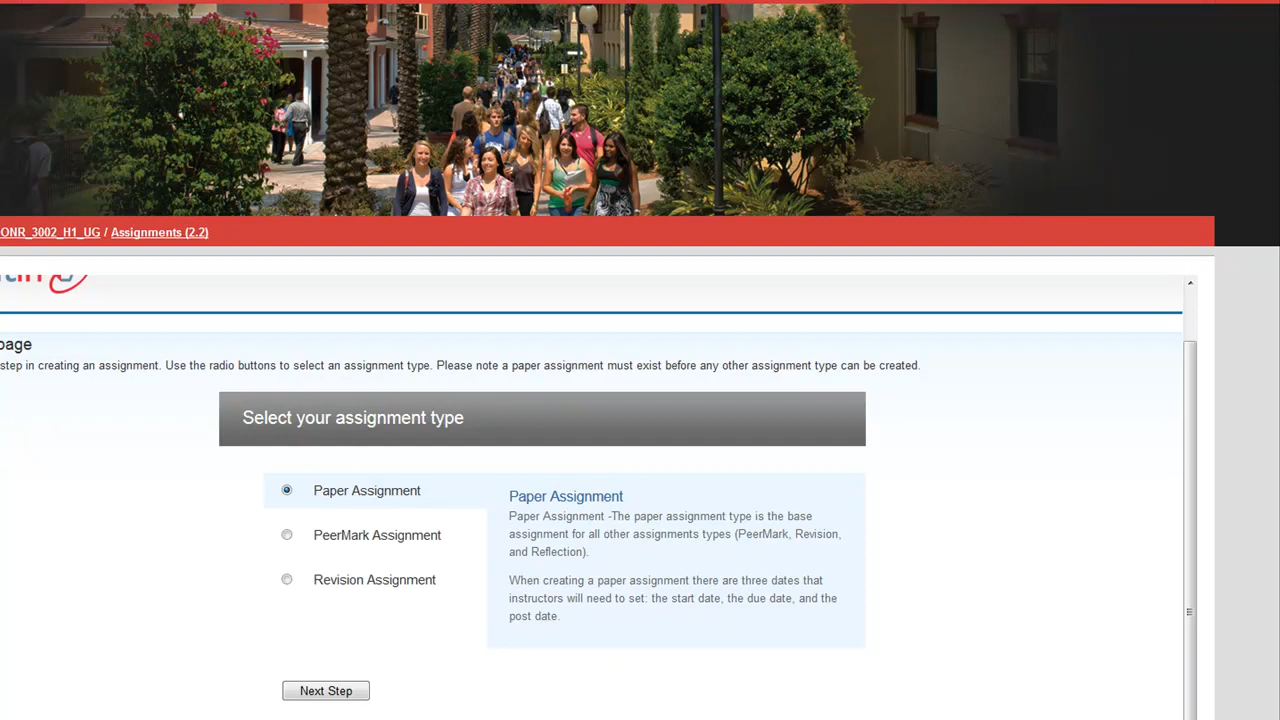 ONR_3002_H1_UG / Assignments (2.2)
page
step in creating an assignment. Use the radio buttons to select an assignment type. Please note a paper assignment must exist before any other assignment type can be created.
Select your assignment type
Paper Assignment
PeerMark Assignment
Revision Assignment
Paper Assignment
Paper Assignment -The paper assignment type is the base
assignment for all other assignments types (PeerMark, Revision,
and Reflection).
When creating a paper assignment there are three dates that
instructors will need to set: the start date, the due date, and the
post date.
Next Step